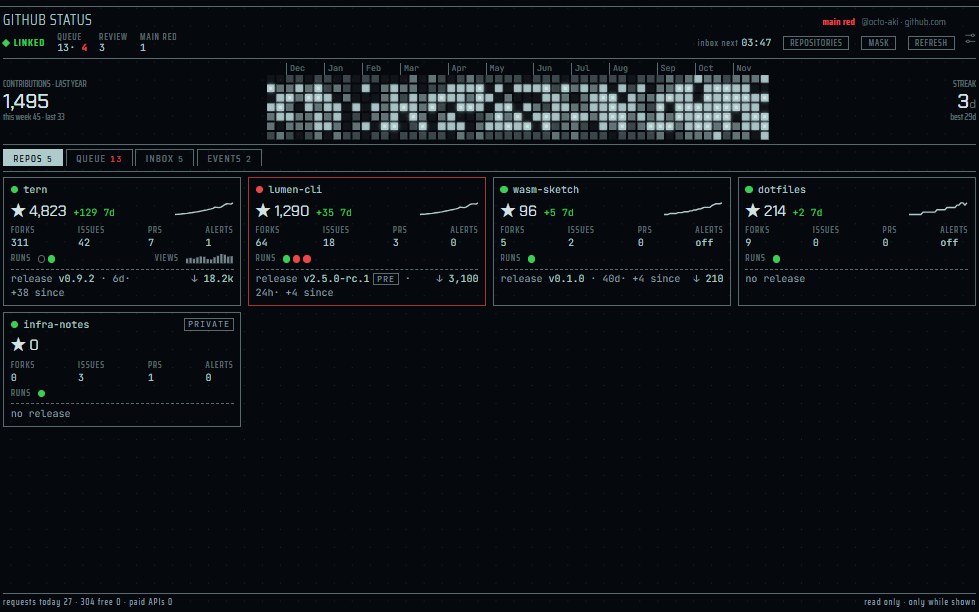 GITHUB STATUS
main red @octo-aki · github.com
LINKED
QUEUE REVIEW MAIN RED
13 · 4 3 1
inbox next 03:47 REPOSITORIES MASK REFRESH
Dec Jan Feb Mar Apr May Jun Jul Aug Sep Oct Nov
CONTRIBUTIONS · LAST YEAR
1,495
this week 45 · last 33
STREAK
3d
best 29d
REPOS 5 QUEUE 13 INBOX 5 EVENTS 2
tern
★ 4,823 +129 7d
FORKS ISSUES PRS ALERTS
311 42 7 1
RUNS VIEWS
release v0.9.2 · 6d · ↓ 18.2k
+38 since
lumen-cli
★ 1,290 +35 7d
FORKS ISSUES PRS ALERTS
64 18 3 0
RUNS
release v2.5.0-rc.1 PRE · ↓ 3,100
24h · +4 since
wasm-sketch
★ 96 +5 7d
FORKS ISSUES PRS ALERTS
5 2 0 off
RUNS
release v0.1.0 · 40d · +4 since ↓ 210
dotfiles
★ 214 +2 7d
FORKS ISSUES PRS ALERTS
9 0 0 off
RUNS
no release
infra-notes PRIVATE
★ 0
FORKS ISSUES PRS ALERTS
0 3 1 0
RUNS
no release
requests today 27 · 304 free 0 · paid APIs 0
read only · only while shown